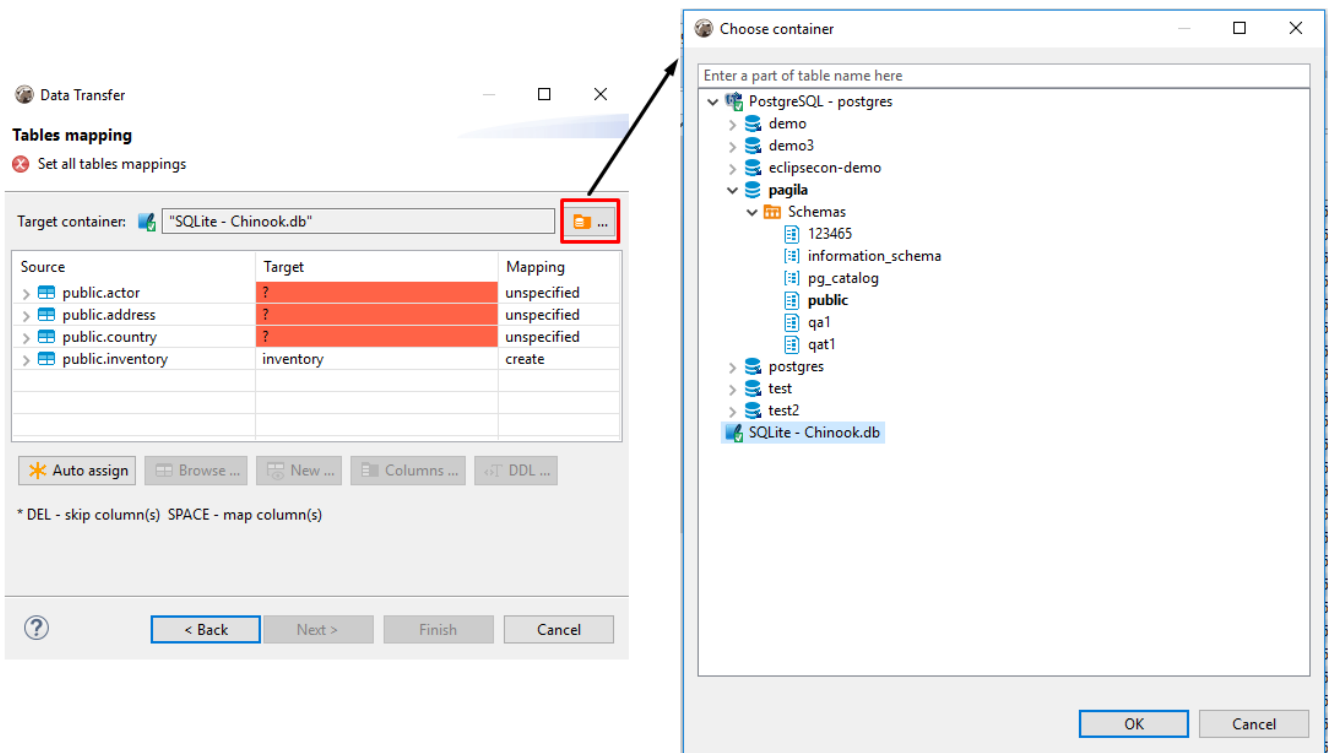 Data Transfer
Tables mapping
Set all tables mappings
Target container: "SQLite - Chinook.db" ...
Source Target Mapping
public.actor ? unspecified
public.address ? unspecified
public.country ? unspecified
public.inventory inventory create
Auto assign Browse ... New ... Columns ... DDL ...
* DEL - skip column(s) SPACE - map column(s)
< Back Next > Finish Cancel
Choose container
Enter a part of table name here
PostgreSQL - postgres
demo
demo3
eclipsecon-demo
pagila
Schemas
123465
information_schema
pg_catalog
public
qa1
qat1
postgres
test
test2
SQLite - Chinook.db
OK Cancel